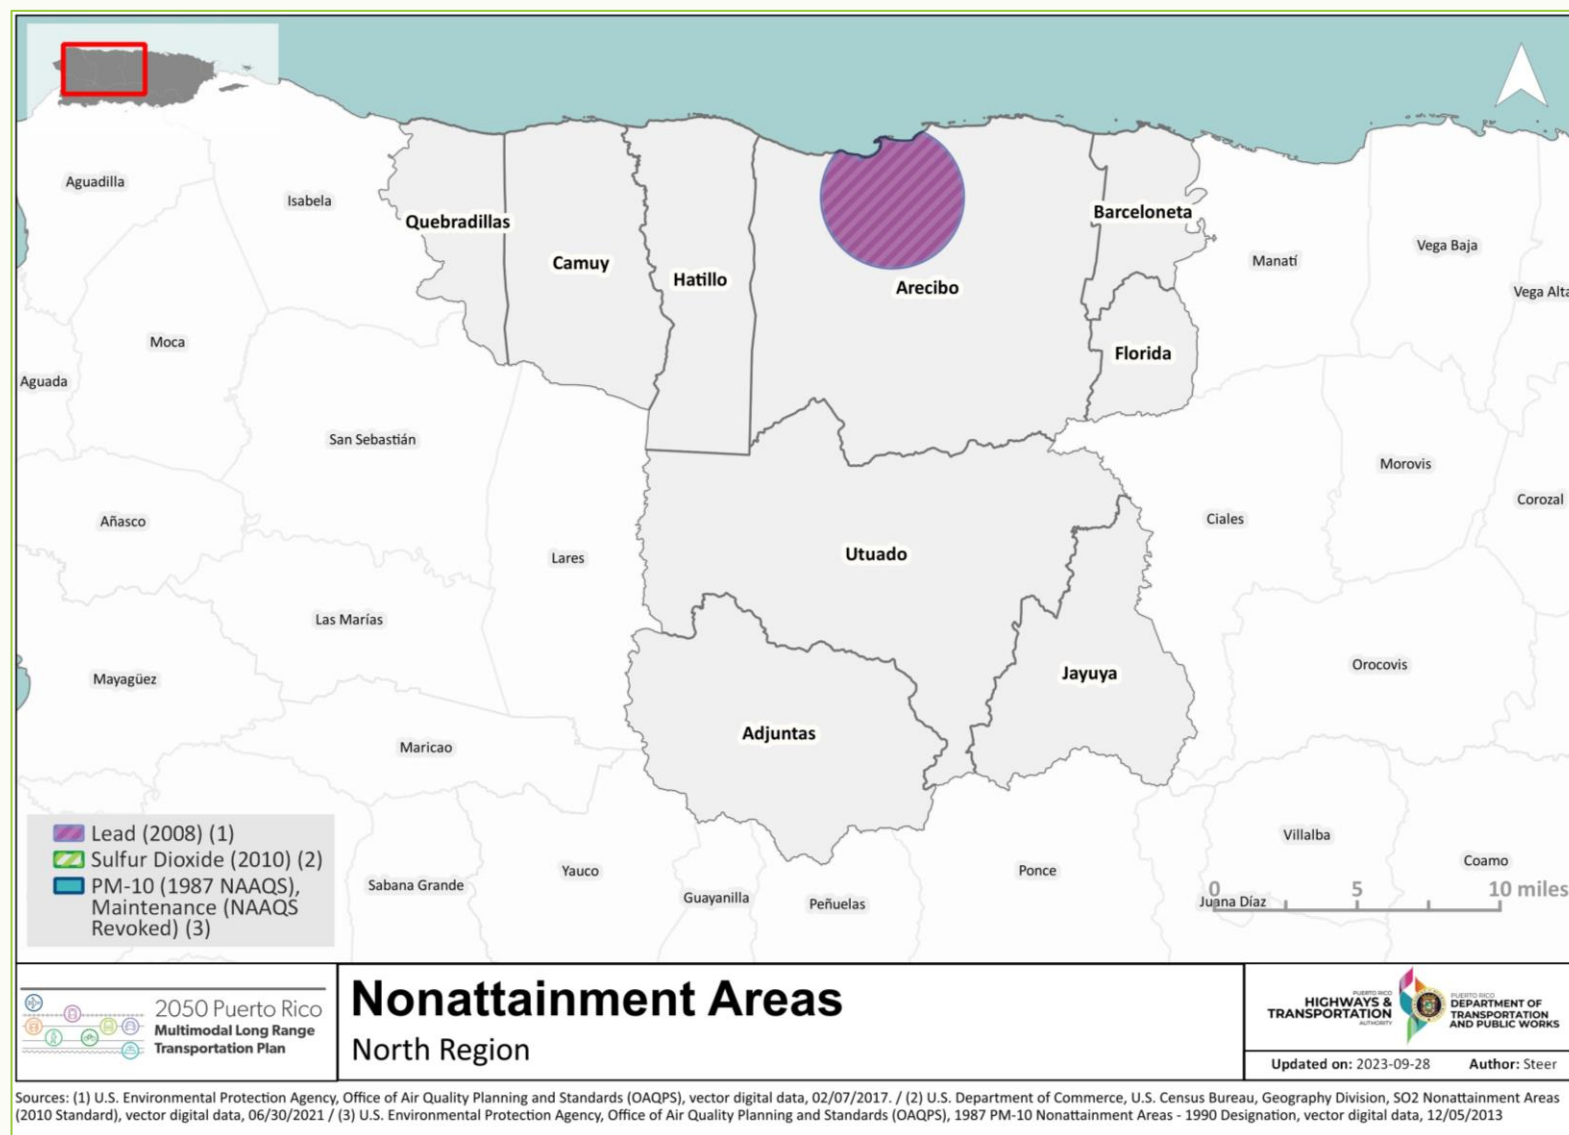 Aguadilla
Isabela
Quebradillas
Camuy
Hatillo
Arecibo
Barceloneta
Manatí
Vega Baja
Vega Alta
Moca
Aguada
Florida
San Sebastián
Morovis
Corozal
Añasco
Ciales
Lares
Utuado
Las Marías
Mayagüez
Jayuya
Orocovis
Adjuntas
Maricao
Villalba
Coamo
Sabana Grande
Yauco
Guayanilla
Peñuelas
Ponce
Juana Díaz
0 5 10 miles
Lead (2008) (1)
Sulfur Dioxide (2010) (2)
PM-10 (1987 NAAQS),
Maintenance (NAAQS
Revoked) (3)
2050 Puerto Rico
Multimodal Long Range
Transportation Plan
Nonattainment Areas
North Region
PUERTO RICO
HIGHWAYS &
TRANSPORTATION
AUTHORITY
PUERTO RICO
DEPARTMENT OF
TRANSPORTATION
AND PUBLIC WORKS
Updated on: 2023-09-28 Author: Steer
Sources: (1) U.S. Environmental Protection Agency, Office of Air Quality Planning and Standards (OAQPS), vector digital data, 02/07/2017. / (2) U.S. Department of Commerce, U.S. Census Bureau, Geography Division, SO2 Nonattainment Areas
(2010 Standard), vector digital data, 06/30/2021 / (3) U.S. Environmental Protection Agency, Office of Air Quality Planning and Standards (OAQPS), 1987 PM-10 Nonattainment Areas - 1990 Designation, vector digital data, 12/05/2013